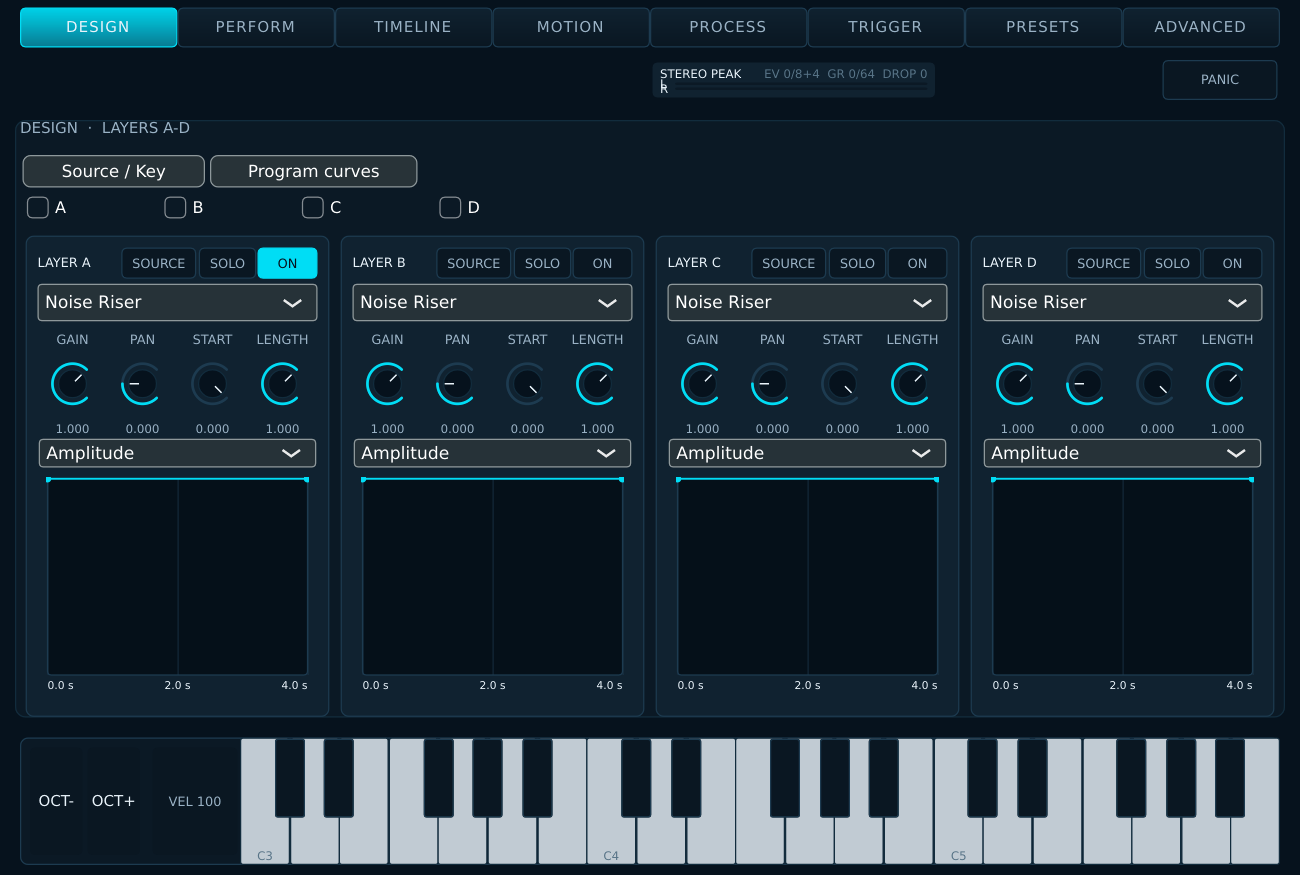 DESIGN PERFORM TIMELINE MOTION PROCESS TRIGGER PRESETS ADVANCED
STEREO PEAK EV 0/8+4 GR 0/64 DROP 0
L
R
PANIC
DESIGN · LAYERS A-D
Source / Key Program curves
A B C D
LAYER A SOURCE SOLO ON LAYER B SOURCE SOLO ON LAYER C SOURCE SOLO ON LAYER D SOURCE SOLO ON
Noise Riser Noise Riser Noise Riser Noise Riser
GAIN PAN START LENGTH GAIN PAN START LENGTH GAIN PAN START LENGTH GAIN PAN START LENGTH
1.000 0.000 0.000 1.000 1.000 0.000 0.000 1.000 1.000 0.000 0.000 1.000 1.000 0.000 0.000 1.000
Amplitude Amplitude Amplitude Amplitude
0.0 s 2.0 s 4.0 s 0.0 s 2.0 s 4.0 s 0.0 s 2.0 s 4.0 s 0.0 s 2.0 s 4.0 s
OCT- OCT+ VEL 100
C3 C4 C5